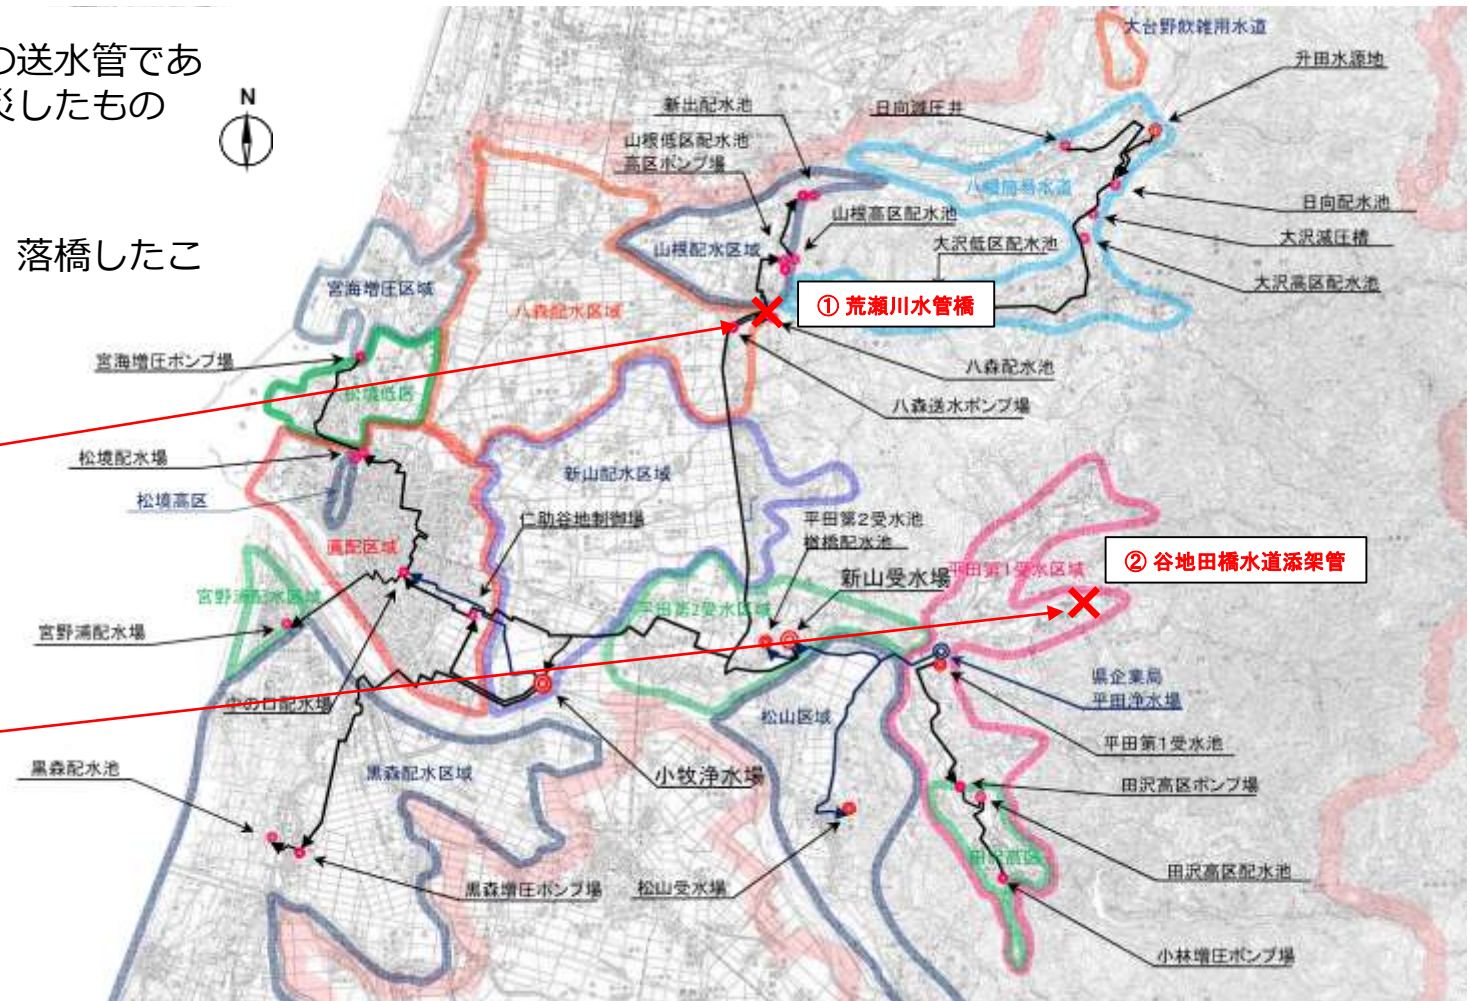 の送水管であ
災したもの
落橋したこ
N
大台野飲雑用水道
升田水源地
日向減圧井
新出配水池
山根低区配水池
高区ポンプ場
八幡簡易水道
日向配水池
山根高区配水池
大沢減圧槽
大沢低区配水池
山根配水区域
大沢高区配水池
宮海増圧区域
① 荒瀬川水管橋
八森配水区域
宮海増圧ポンプ場
八森配水池
松境低区
八森送水ポンプ場
松境配水場
新山配水区域
松境高区
仁助谷地制御場
平田第2受水池
楢橋配水池
直配区域
② 谷地田橋水道添架管
新山受水場
平田第1受水区域
宮野浦配水区域
平田第2受水区域
宮野浦配水場
県企業局
平田浄水場
中の口配水場
松山区域
平田第1受水池
黒森配水池
黒森配水区域
小牧浄水場
田沢高区ポンプ場
田沢高区
田沢高区配水池
黒森増圧ポンプ場
松山受水場
小林増圧ポンプ場